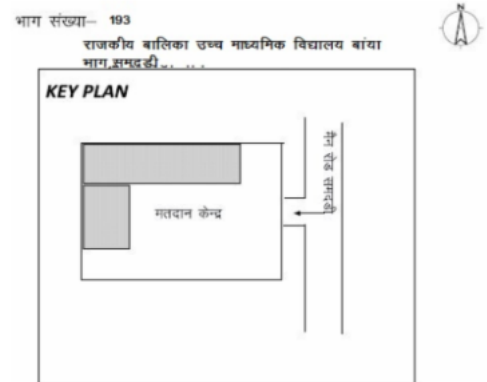 भाग संख्या– 193
N
राजकीय बालिका उच्च माध्यमिक विद्यालय बांया
भाग,समदडी
KEY PLAN
मैन रोड समदडी
मतदान केन्द्र